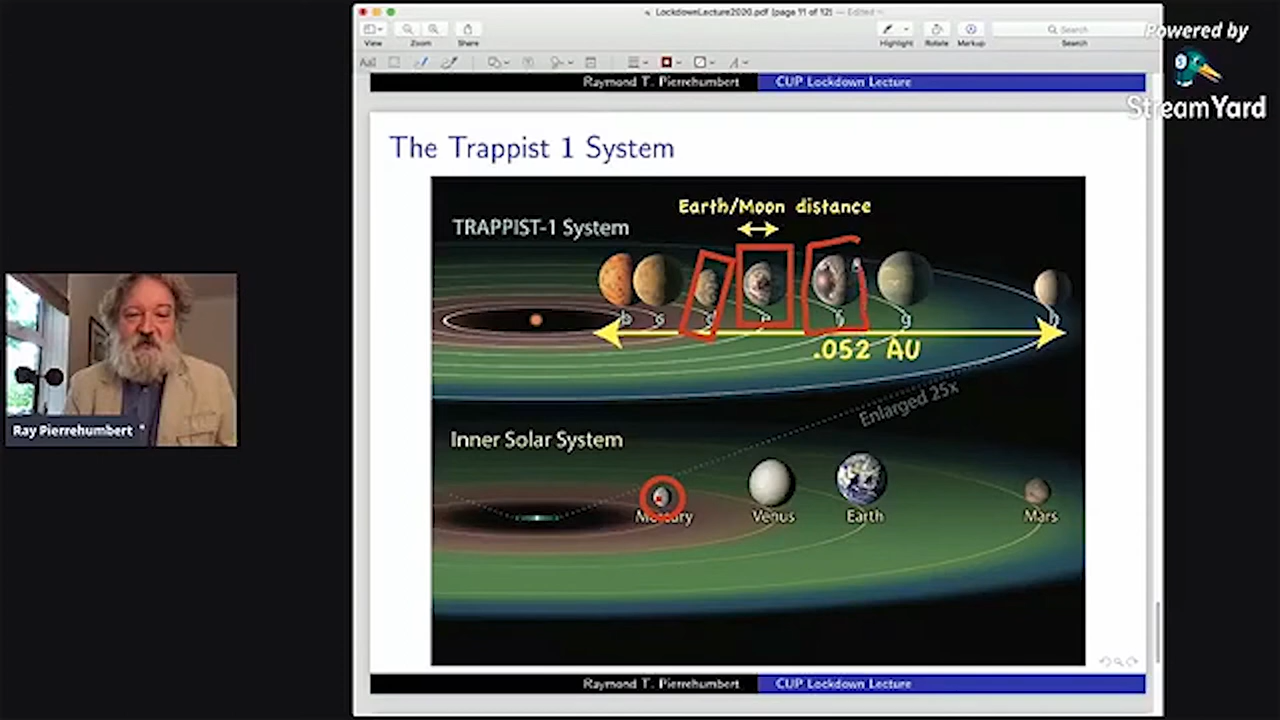 LockdownLecture2020.pdf (page 11 of 12) — Edited
View
Zoom
Share
Highlight
Rotate
Markup
Search
Search
Powered by
StreamYard
Raymond T. Pierrehumbert
CUP Lockdown Lecture
The Trappist 1 System
Earth/Moon distance
TRAPPIST-1 System
b
c
g
h
.052 AU
Enlarged 25x
Inner Solar System
Mercury
Venus
Earth
Mars
Ray Pierrehumbert
Raymond T. Pierrehumbert
CUP Lockdown Lecture